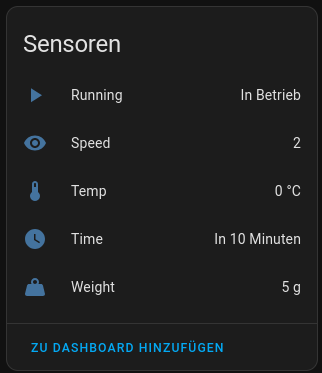 Sensoren
Running In Betrieb
Speed 2
Temp 0 °C
Time In 10 Minuten
Weight 5 g
ZU DASHBOARD HINZUFÜGEN